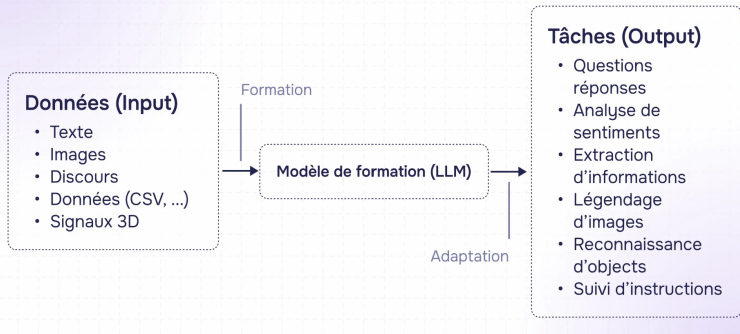 Données (Input)
• Texte
• Images
• Discours
• Données (CSV, ...)
• Signaux 3D
Formation
Modèle de formation (LLM)
Adaptation
Tâches (Output)
• Questions
réponses
• Analyse de
sentiments
• Extraction
d'informations
• Légendage
d'images
• Reconnaissance
d'objects
• Suivi d'instructions